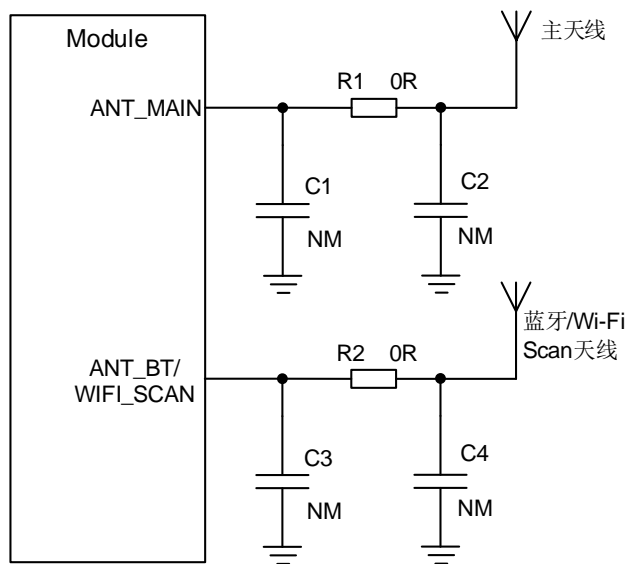 Module
主天线
R1 0R
ANT_MAIN
C1
C2
NM
NM
蓝牙/Wi-Fi
Scan天线
R2 0R
ANT_BT/
WIFI_SCAN
C3
C4
NM
NM